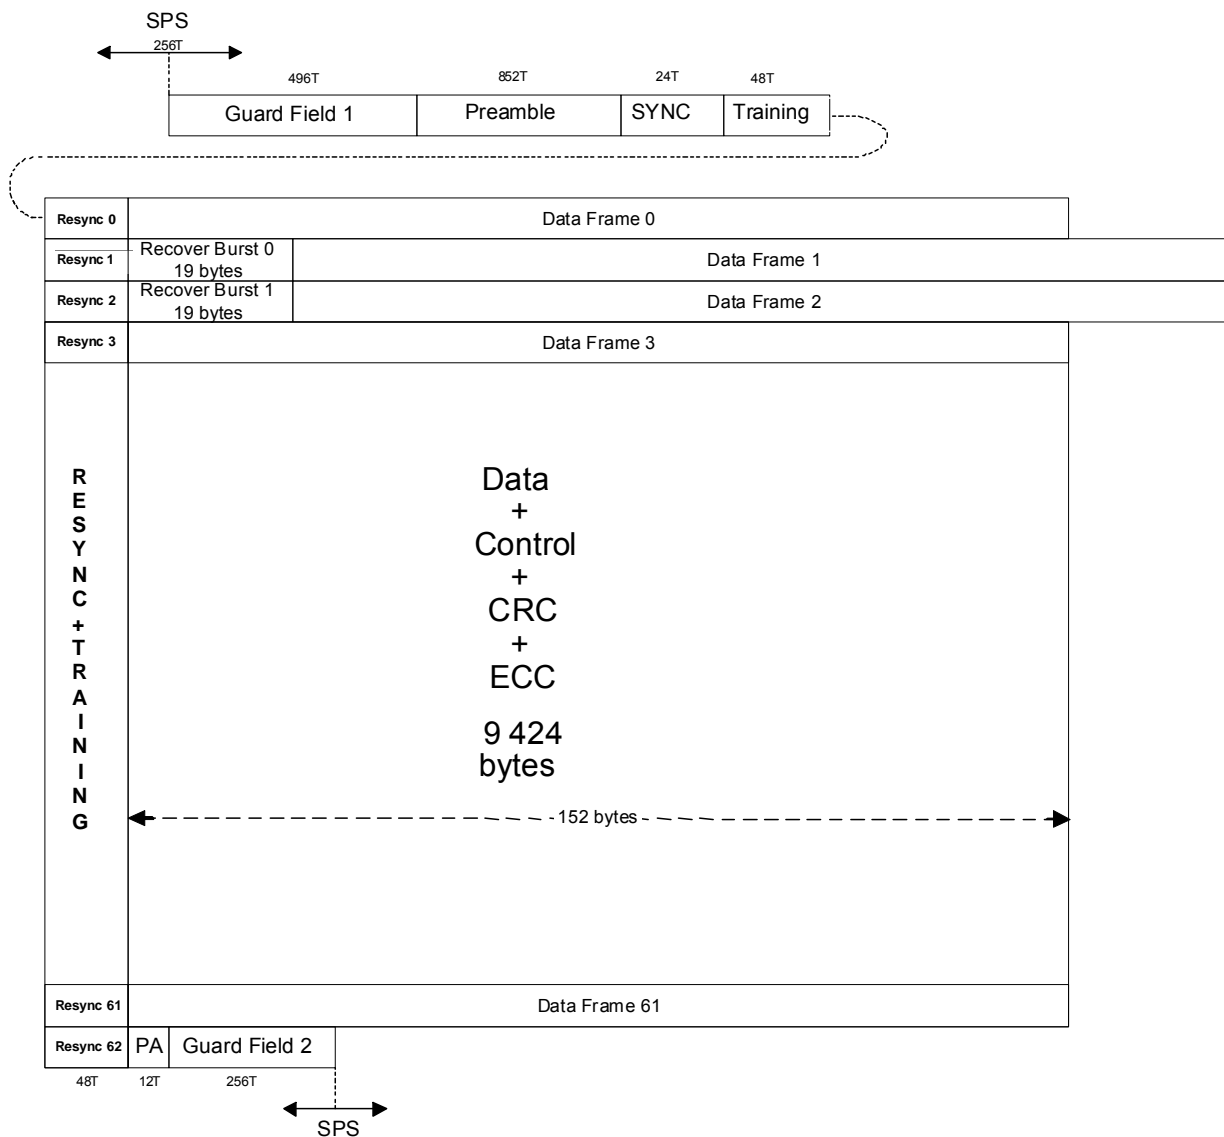 SPS
256T
496T 852T 24T 48T
Guard Field 1 Preamble SYNC Training
Resync 0 Data Frame 0
Resync 1 Recover Burst 0 19 bytes Data Frame 1
Resync 2 Recover Burst 1 19 bytes Data Frame 2
Resync 3 Data Frame 3
RESYNC+TRAINING
Data
+
Control
+
CRC
+
ECC
9 424
bytes
152 bytes
Resync 61 Data Frame 61
Resync 62 PA Guard Field 2
48T 12T 256T
SPS